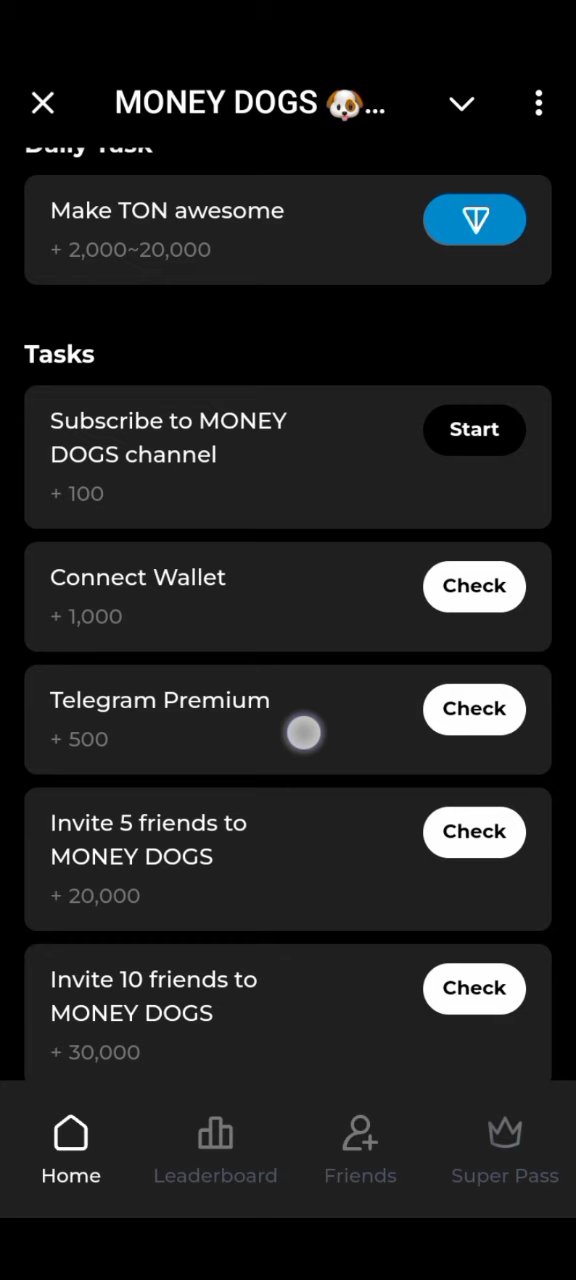 MONEY DOGS 🐶...
Daily Task
Make TON awesome
+ 2,000~20,000
Tasks
Subscribe to MONEY
DOGS channel
+ 100
Start
Connect Wallet
+ 1,000
Check
Telegram Premium
+ 500
Check
Invite 5 friends to
MONEY DOGS
+ 20,000
Check
Invite 10 friends to
MONEY DOGS
+ 30,000
Check
Home
Leaderboard
Friends
Super Pass